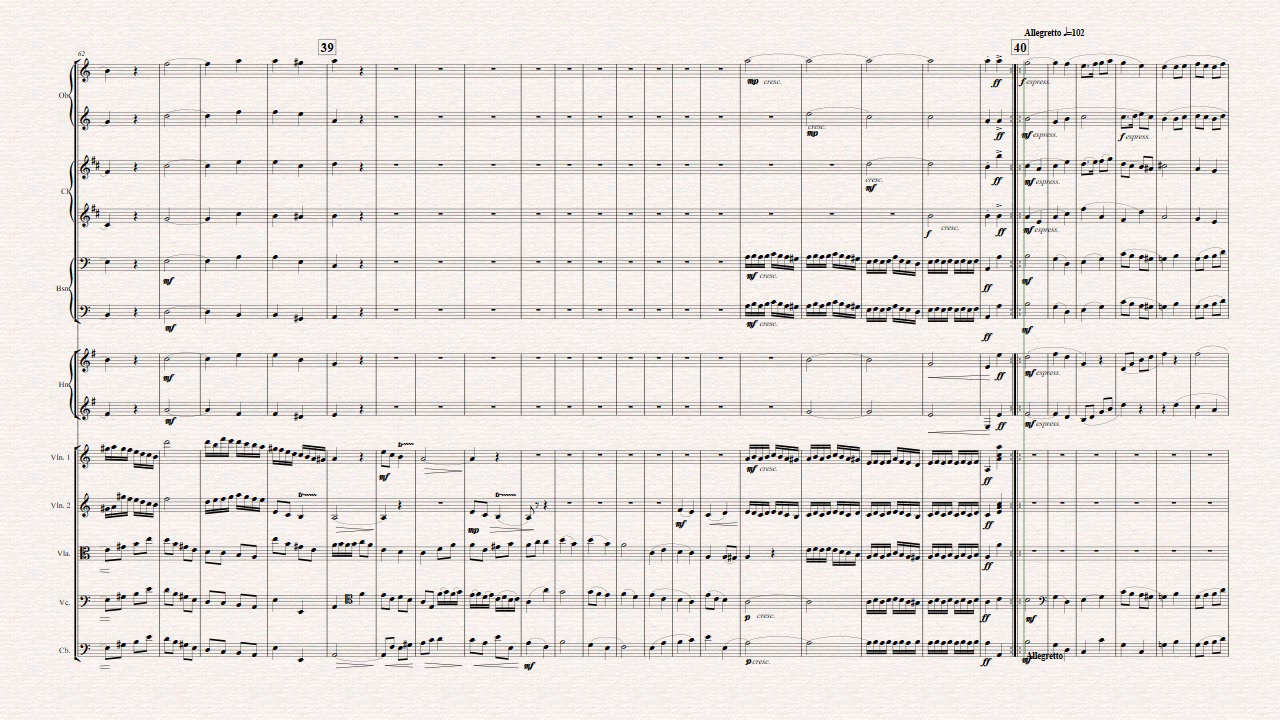 Allegretto ♩=102
39
40
62
Ob.
mp cresc.
ff
f espress.
cresc.
mp
ff
mf espress.
f espress.
Cl.
cresc.
mf
ff
mf espress.
f cresc.
ff
mf espress.
Bsn.
mf
mf cresc.
ff
mf
mf
mf cresc.
ff
mf
Hn.
mf
ff
mf espress.
mf
ff
mf espress.
Vln. 1
mf
mf cresc.
ff
Vln. 2
mp
mf
ff
Vla.
ff
Vc.
p cresc.
ff
Cb.
mf
p cresc.
ff
mf
Allegretto